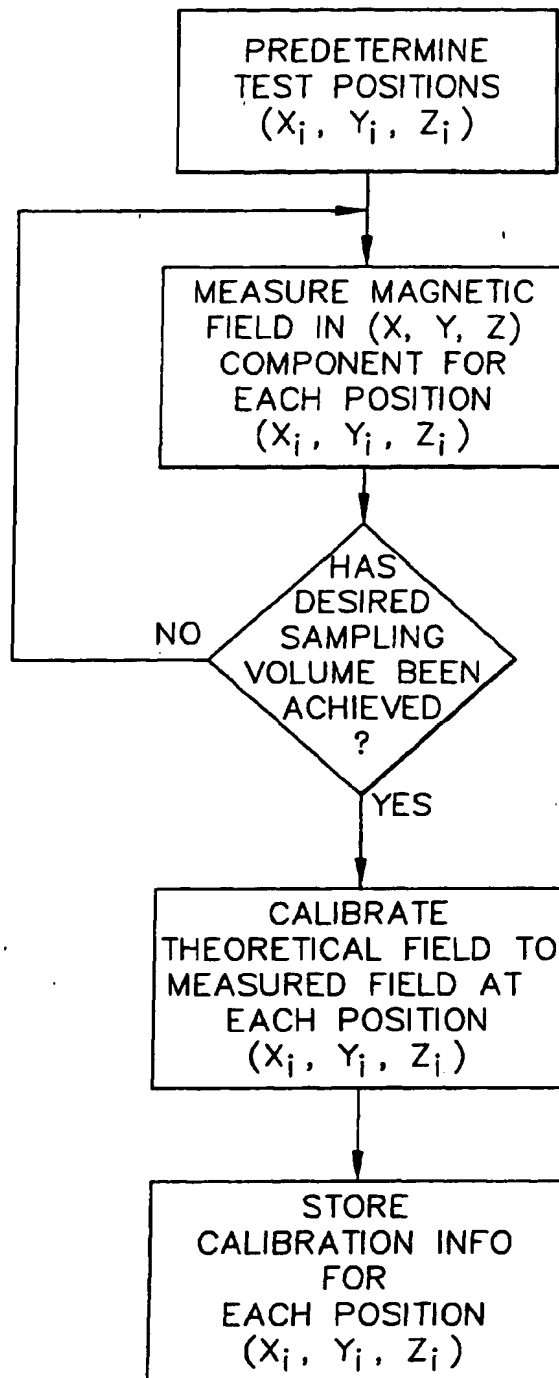 PREDETERMINE
TEST POSITIONS
(Xi, Yi, Zi)
MEASURE MAGNETIC
FIELD IN (X, Y, Z)
COMPONENT FOR
EACH POSITION
(Xi, Yi, Zi)
HAS
DESIRED
SAMPLING
VOLUME BEEN
ACHIEVED
?
NO
YES
CALIBRATE
THEORETICAL FIELD TO
MEASURED FIELD AT
EACH POSITION
(Xi, Yi, Zi)
STORE
CALIBRATION INFO
FOR
EACH POSITION
(Xi, Yi, Zi)